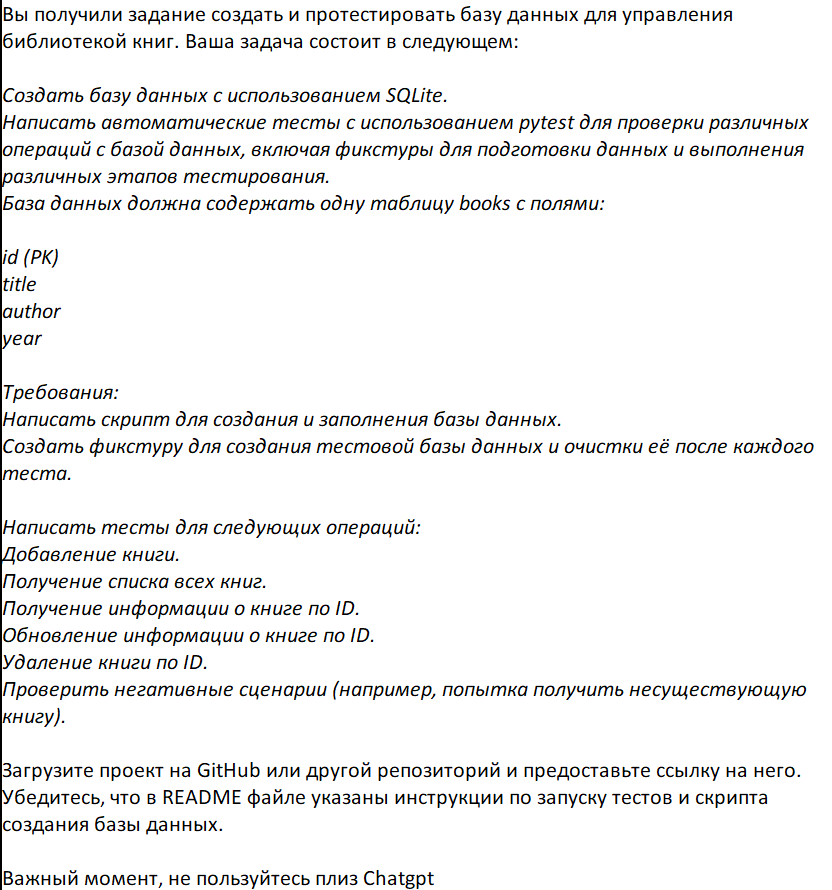 Вы получили задание создать и протестировать базу данных для управления
библиотекой книг. Ваша задача состоит в следующем:
Создать базу данных с использованием SQLite.
Написать автоматические тесты с использованием pytest для проверки различных
операций с базой данных, включая фикстуры для подготовки данных и выполнения
различных этапов тестирования.
База данных должна содержать одну таблицу books с полями:
id (PK)
title
author
year
Требования:
Написать скрипт для создания и заполнения базы данных.
Создать фикстуру для создания тестовой базы данных и очистки её после каждого
теста.
Написать тесты для следующих операций:
Добавление книги.
Получение списка всех книг.
Получение информации о книге по ID.
Обновление информации о книге по ID.
Удаление книги по ID.
Проверить негативные сценарии (например, попытка получить несуществующую
книгу).
Загрузите проект на GitHub или другой репозиторий и предоставьте ссылку на него.
Убедитесь, что в README файле указаны инструкции по запуску тестов и скрипта
создания базы данных.
Важный момент, не пользуйтесь плиз Chatgpt